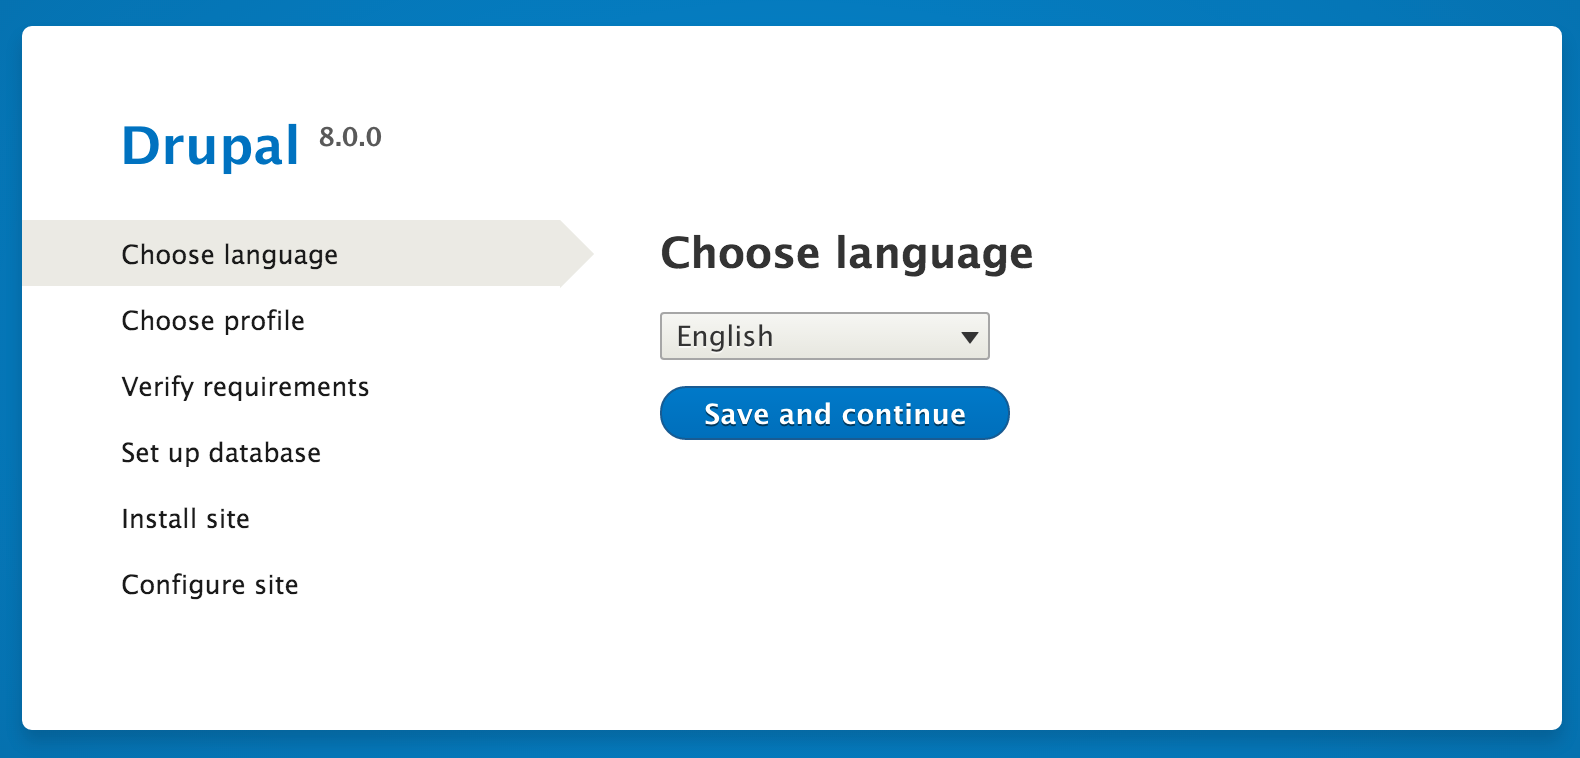 Drupal 8.0.0
Choose language
Choose profile
Verify requirements
Set up database
Install site
Configure site
Choose language
English
Save and continue